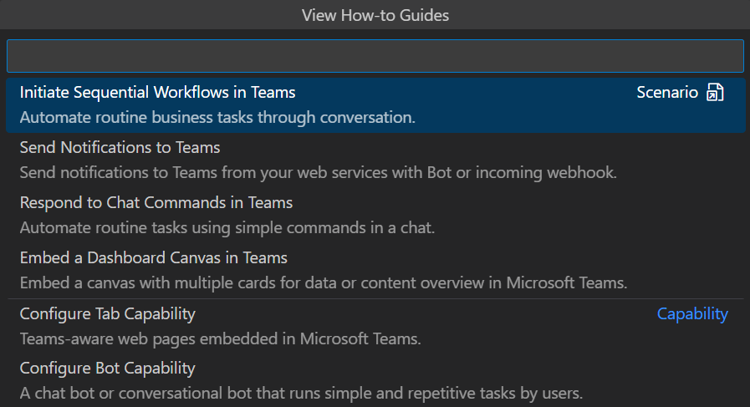 View How-to Guides
Initiate Sequential Workflows in Teams Scenario
Automate routine business tasks through conversation.
Send Notifications to Teams
Send notifications to Teams from your web services with Bot or incoming webhook.
Respond to Chat Commands in Teams
Automate routine tasks using simple commands in a chat.
Embed a Dashboard Canvas in Teams
Embed a canvas with multiple cards for data or content overview in Microsoft Teams.
Configure Tab Capability Capability
Teams-aware web pages embedded in Microsoft Teams.
Configure Bot Capability
A chat bot or conversational bot that runs simple and repetitive tasks by users.